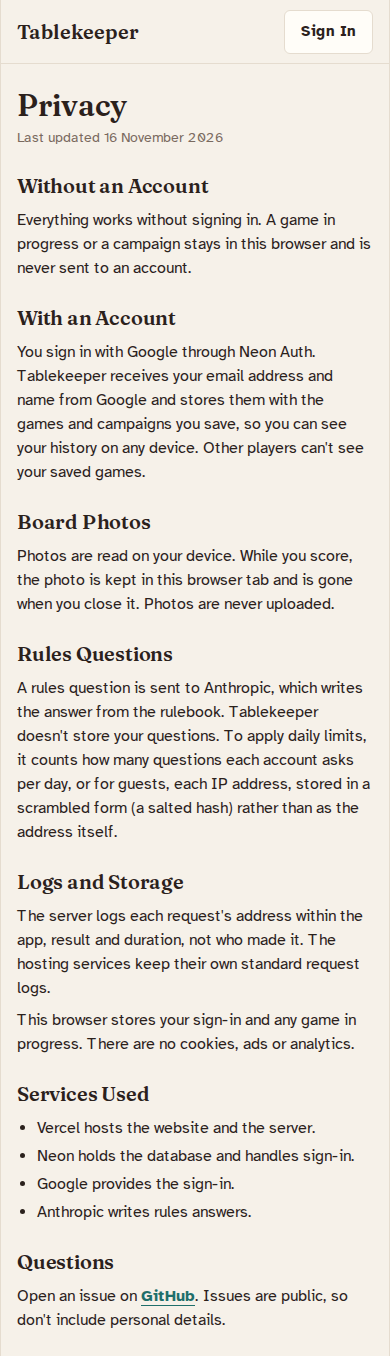 Tablekeeper
Sign In
Privacy
Last updated 16 November 2026
Without an Account
Everything works without signing in. A game in
progress or a campaign stays in this browser and is
never sent to an account.
With an Account
You sign in with Google through Neon Auth.
Tablekeeper receives your email address and
name from Google and stores them with the
games and campaigns you save, so you can see
your history on any device. Other players can't see
your saved games.
Board Photos
Photos are read on your device. While you score,
the photo is kept in this browser tab and is gone
when you close it. Photos are never uploaded.
Rules Questions
A rules question is sent to Anthropic, which writes
the answer from the rulebook. Tablekeeper
doesn't store your questions. To apply daily limits,
it counts how many questions each account asks
per day, or for guests, each IP address, stored in a
scrambled form (a salted hash) rather than as the
address itself.
Logs and Storage
The server logs each request's address within the
app, result and duration, not who made it. The
hosting services keep their own standard request
logs.
This browser stores your sign-in and any game in
progress. There are no cookies, ads or analytics.
Services Used
• Vercel hosts the website and the server.
• Neon holds the database and handles sign-in.
• Google provides the sign-in.
• Anthropic writes rules answers.
Questions
Open an issue on GitHub. Issues are public, so
don't include personal details.